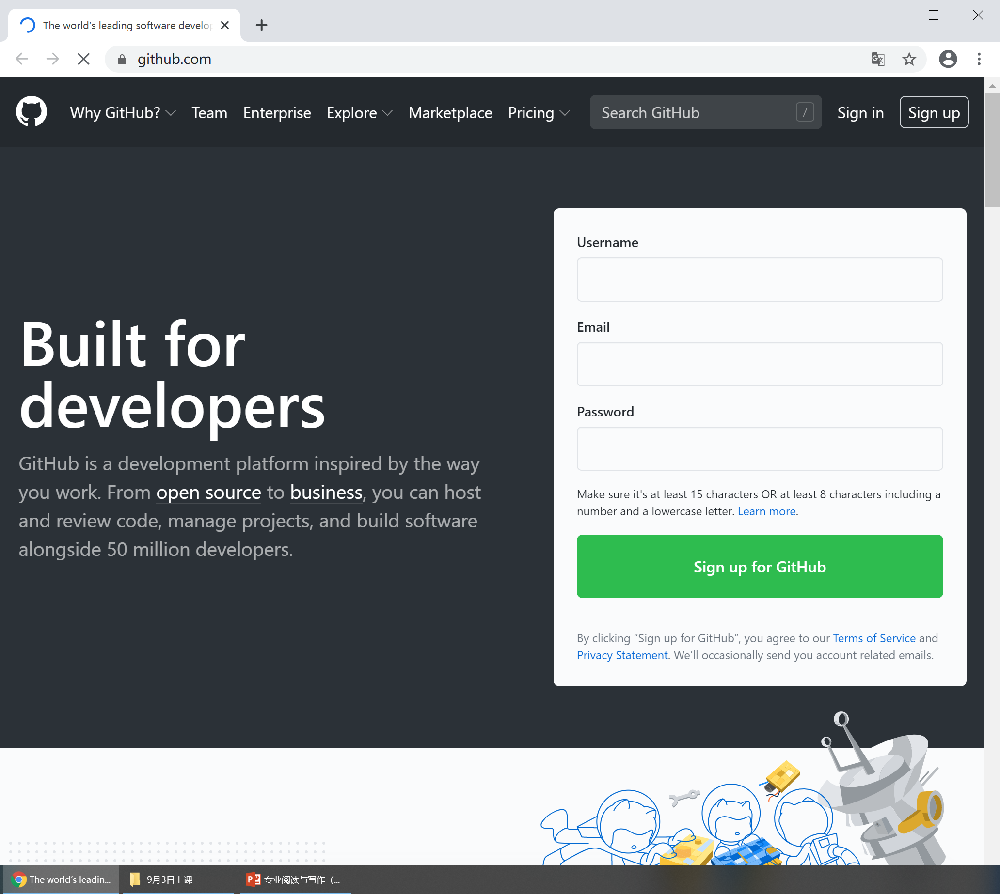 The world’s leading software develop
github.com
Why GitHub? Team Enterprise Explore Marketplace Pricing Search GitHub / Sign in Sign up
Built for
developers
GitHub is a development platform inspired by the way
you work. From open source to business, you can host
and review code, manage projects, and build software
alongside 50 million developers.
Username
Email
Password
Make sure it's at least 15 characters OR at least 8 characters including a
number and a lowercase letter. Learn more.
Sign up for GitHub
By clicking “Sign up for GitHub”, you agree to our Terms of Service and
Privacy Statement. We’ll occasionally send you account related emails.
The world’s leadin... 9月3日上课 专业阅读与写作（...